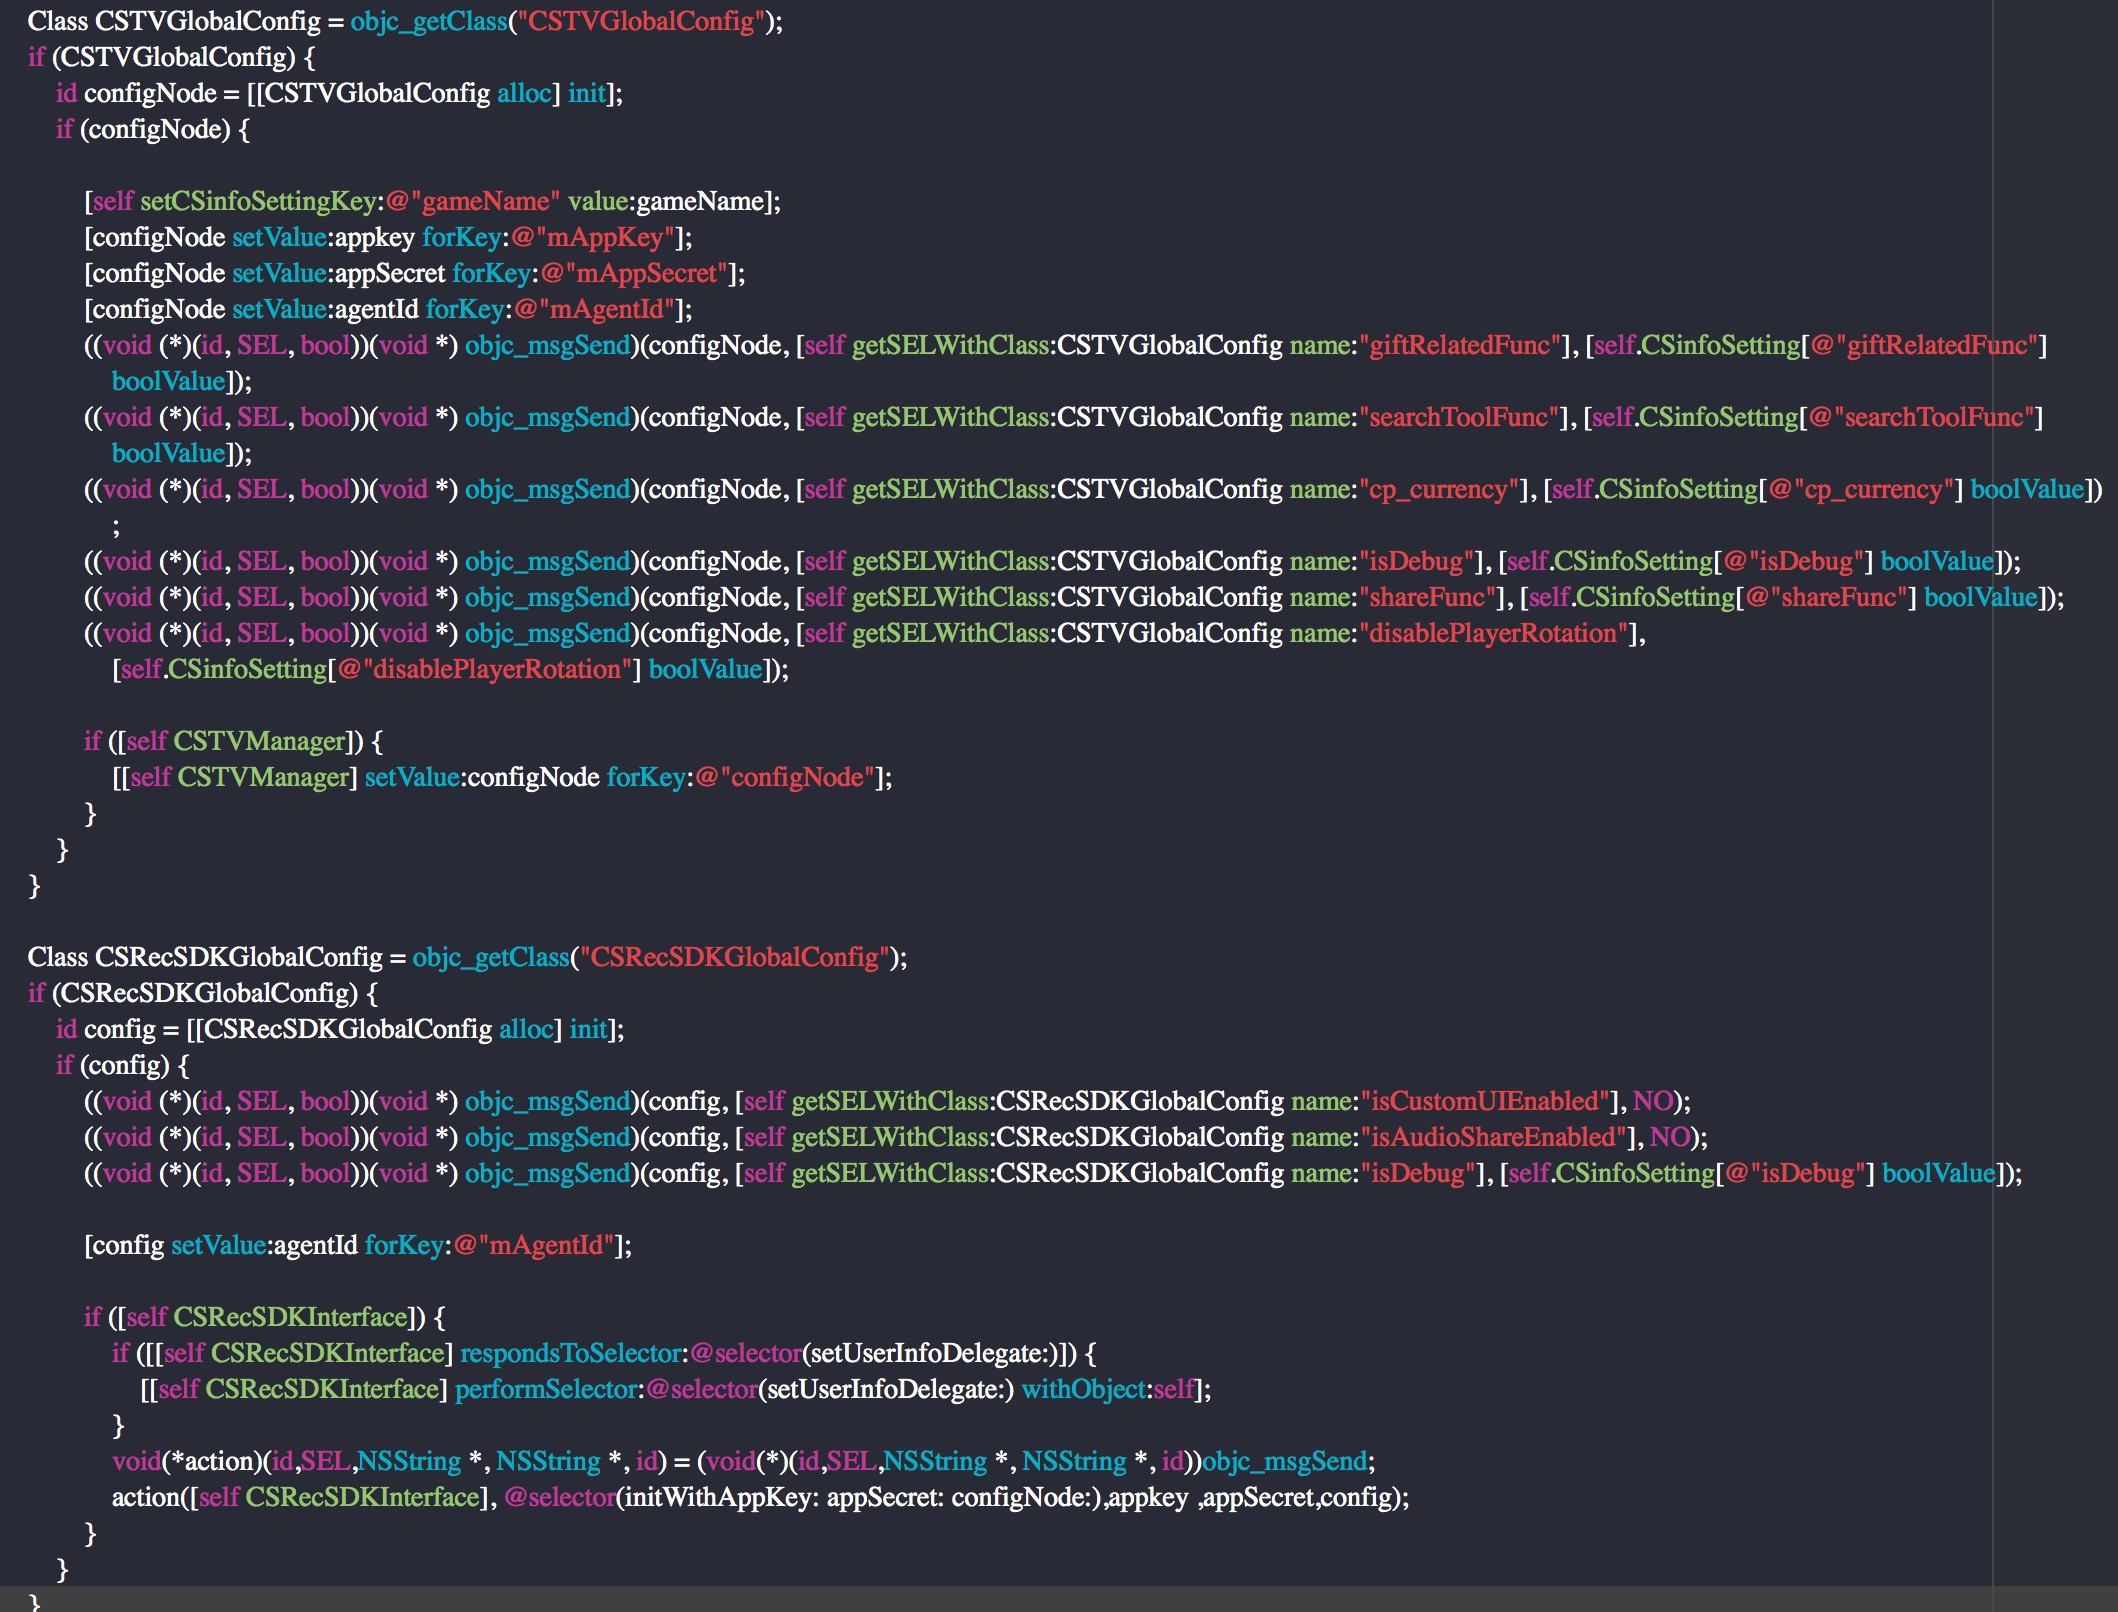 Class CSTVGlobalConfig = objc_getClass("CSTVGlobalConfig");
if (CSTVGlobalConfig) {
id configNode = [[CSTVGlobalConfig alloc] init];
if (configNode) {
[self setCSinfoSettingKey:@"gameName" value:gameName];
[configNode setValue:appkey forKey:@"mAppKey"];
[configNode setValue:appSecret forKey:@"mAppSecret"];
[configNode setValue:agentId forKey:@"mAgentId"];
((void (*)(id, SEL, bool))(void *) objc_msgSend)(configNode, [self getSELWithClass:CSTVGlobalConfig name:"giftRelatedFunc"], [self.CSinfoSetting[@"giftRelatedFunc"]
boolValue]);
((void (*)(id, SEL, bool))(void *) objc_msgSend)(configNode, [self getSELWithClass:CSTVGlobalConfig name:"searchToolFunc"], [self.CSinfoSetting[@"searchToolFunc"]
boolValue]);
((void (*)(id, SEL, bool))(void *) objc_msgSend)(configNode, [self getSELWithClass:CSTVGlobalConfig name:"cp_currency"], [self.CSinfoSetting[@"cp_currency"] boolValue])
;
((void (*)(id, SEL, bool))(void *) objc_msgSend)(configNode, [self getSELWithClass:CSTVGlobalConfig name:"isDebug"], [self.CSinfoSetting[@"isDebug"] boolValue]);
((void (*)(id, SEL, bool))(void *) objc_msgSend)(configNode, [self getSELWithClass:CSTVGlobalConfig name:"shareFunc"], [self.CSinfoSetting[@"shareFunc"] boolValue]);
((void (*)(id, SEL, bool))(void *) objc_msgSend)(configNode, [self getSELWithClass:CSTVGlobalConfig name:"disablePlayerRotation"],
[self.CSinfoSetting[@"disablePlayerRotation"] boolValue]);
if ([self CSTVManager]) {
[[self CSTVManager] setValue:configNode forKey:@"configNode"];
}
}
}
Class CSRecSDKGlobalConfig = objc_getClass("CSRecSDKGlobalConfig");
if (CSRecSDKGlobalConfig) {
id config = [[CSRecSDKGlobalConfig alloc] init];
if (config) {
((void (*)(id, SEL, bool))(void *) objc_msgSend)(config, [self getSELWithClass:CSRecSDKGlobalConfig name:"isCustomUIEnabled"], NO);
((void (*)(id, SEL, bool))(void *) objc_msgSend)(config, [self getSELWithClass:CSRecSDKGlobalConfig name:"isAudioShareEnabled"], NO);
((void (*)(id, SEL, bool))(void *) objc_msgSend)(config, [self getSELWithClass:CSRecSDKGlobalConfig name:"isDebug"], [self.CSinfoSetting[@"isDebug"] boolValue]);
[config setValue:agentId forKey:@"mAgentId"];
if ([self CSRecSDKInterface]) {
if ([[self CSRecSDKInterface] respondsToSelector:@selector(setUserInfoDelegate:)]) {
[[self CSRecSDKInterface] performSelector:@selector(setUserInfoDelegate:) withObject:self];
}
void(*action)(id,SEL,NSString *, NSString *, id) = (void(*)(id,SEL,NSString *, NSString *, id))objc_msgSend;
action([self CSRecSDKInterface], @selector(initWithAppKey: appSecret: configNode:),appkey ,appSecret,config);
}
}
}